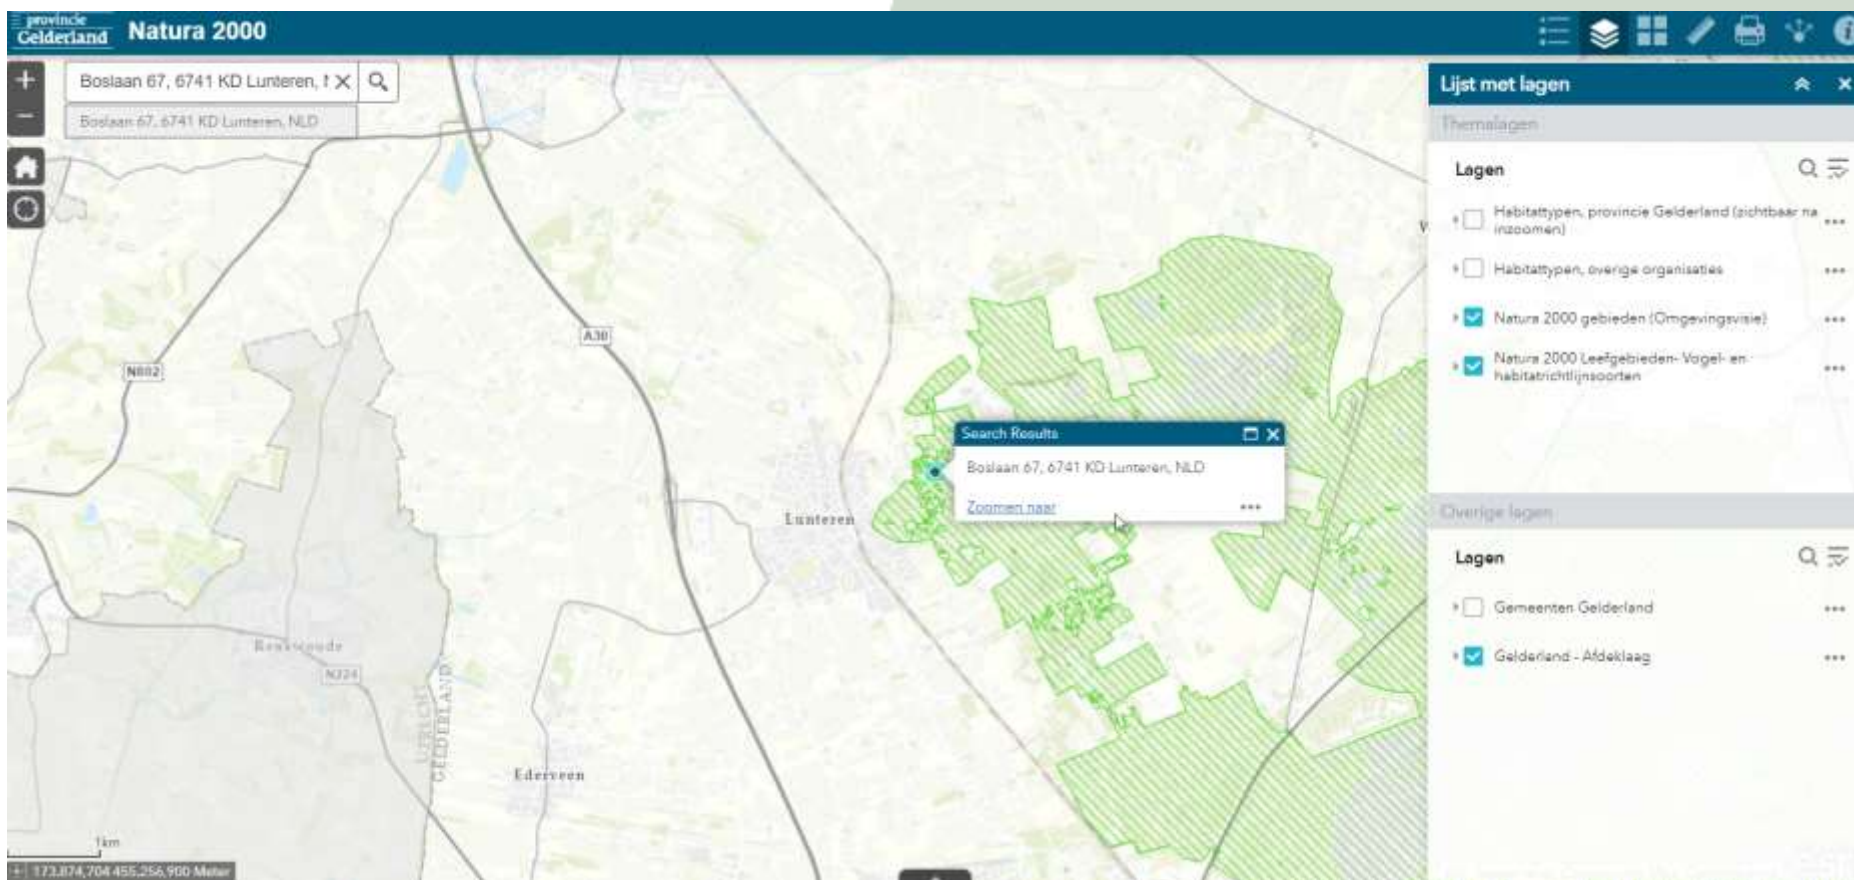 provincie
Gelderland
Natura 2000
Boslaan 67, 6741 KD Lunteren, N
Boslaan 67, 6741 KD Lunteren, NLD
A30
N802
Lunteren
Renswoude
N224
UTRECHT
GELDERLAND
Ederveen
1km
173.874,704 455.256,900 Meter
Search Results
Boslaan 67, 6741 KD Lunteren, NLD
Zoomen naar
W
Lijst met lagen
Themalagen
Lagen
Habitattypen, provincie Gelderland (zichtbaar na
inzoomen)
Habitattypen, overige organisaties
Natura 2000 gebieden (Omgevingsvisie)
Natura 2000 Leefgebieden- Vogel- en
habitatrichtlijnsoorten
Overige lagen
Lagen
Gemeenten Gelderland
Gelderland - Afdeklaag